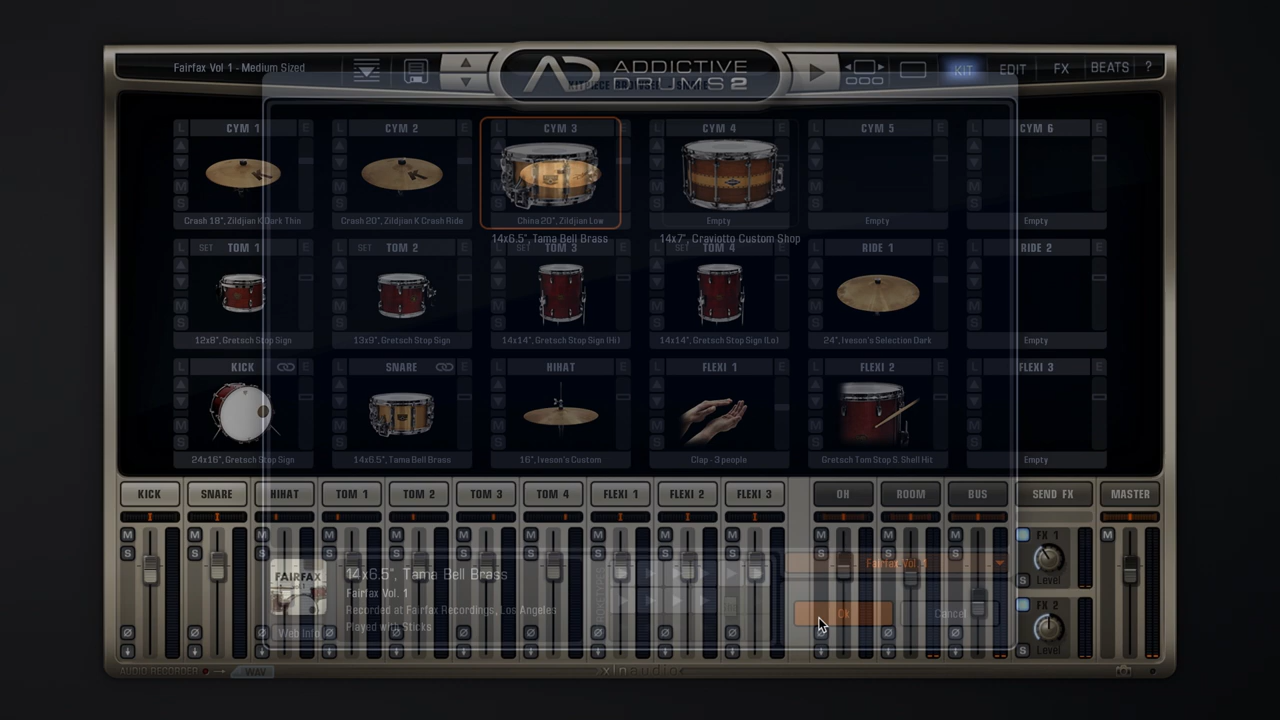 Fairfax Vol 1 - Medium Sized
ADDICTIVE
DRUMS 2
KIT
EDIT
FX
BEATS
?
CYM 1
CYM 2
CYM 3
CYM 4
CYM 5
CYM 6
Crash 18", Zildjian K Dark Thin
Crash 20", Zildjian K Crash Ride
China 20", Zildjian Low
Empty
Empty
Empty
14x6.5", Tama Bell Brass
14x7", Craviotto Custom Shop
SET TOM 1
SET TOM 2
SET TOM 3
SET TOM 4
RIDE 1
RIDE 2
12x8", Gretsch Stop Sign
13x9", Gretsch Stop Sign
14x14", Gretsch Stop Sign (Hi)
14x14", Gretsch Stop Sign (Lo)
24", Iveson's Selection Dark
Empty
KICK
SNARE
HIHAT
FLEXI 1
FLEXI 2
FLEXI 3
24x16", Gretsch Stop Sign
14x6.5", Tama Bell Brass
16", Iveson's Custom
Clap - 3 people
Gretsch Tom Stop S. Shell Hit
Empty
KICK SNARE HIHAT TOM 1 TOM 2 TOM 3 TOM 4 FLEXI 1 FLEXI 2 FLEXI 3 OH ROOM BUS SEND FX MASTER
FX 1
Level
FX 2
Level
FAIRFAX
14x6.5", Tama Bell Brass
Fairfax Vol. 1
Recorded at Fairfax Recordings, Los Angeles
Played with Sticks
Web Info
Fairfax Vol. 1
Ok
Cancel
AUDIO RECORDER
WAV
xlnaudio